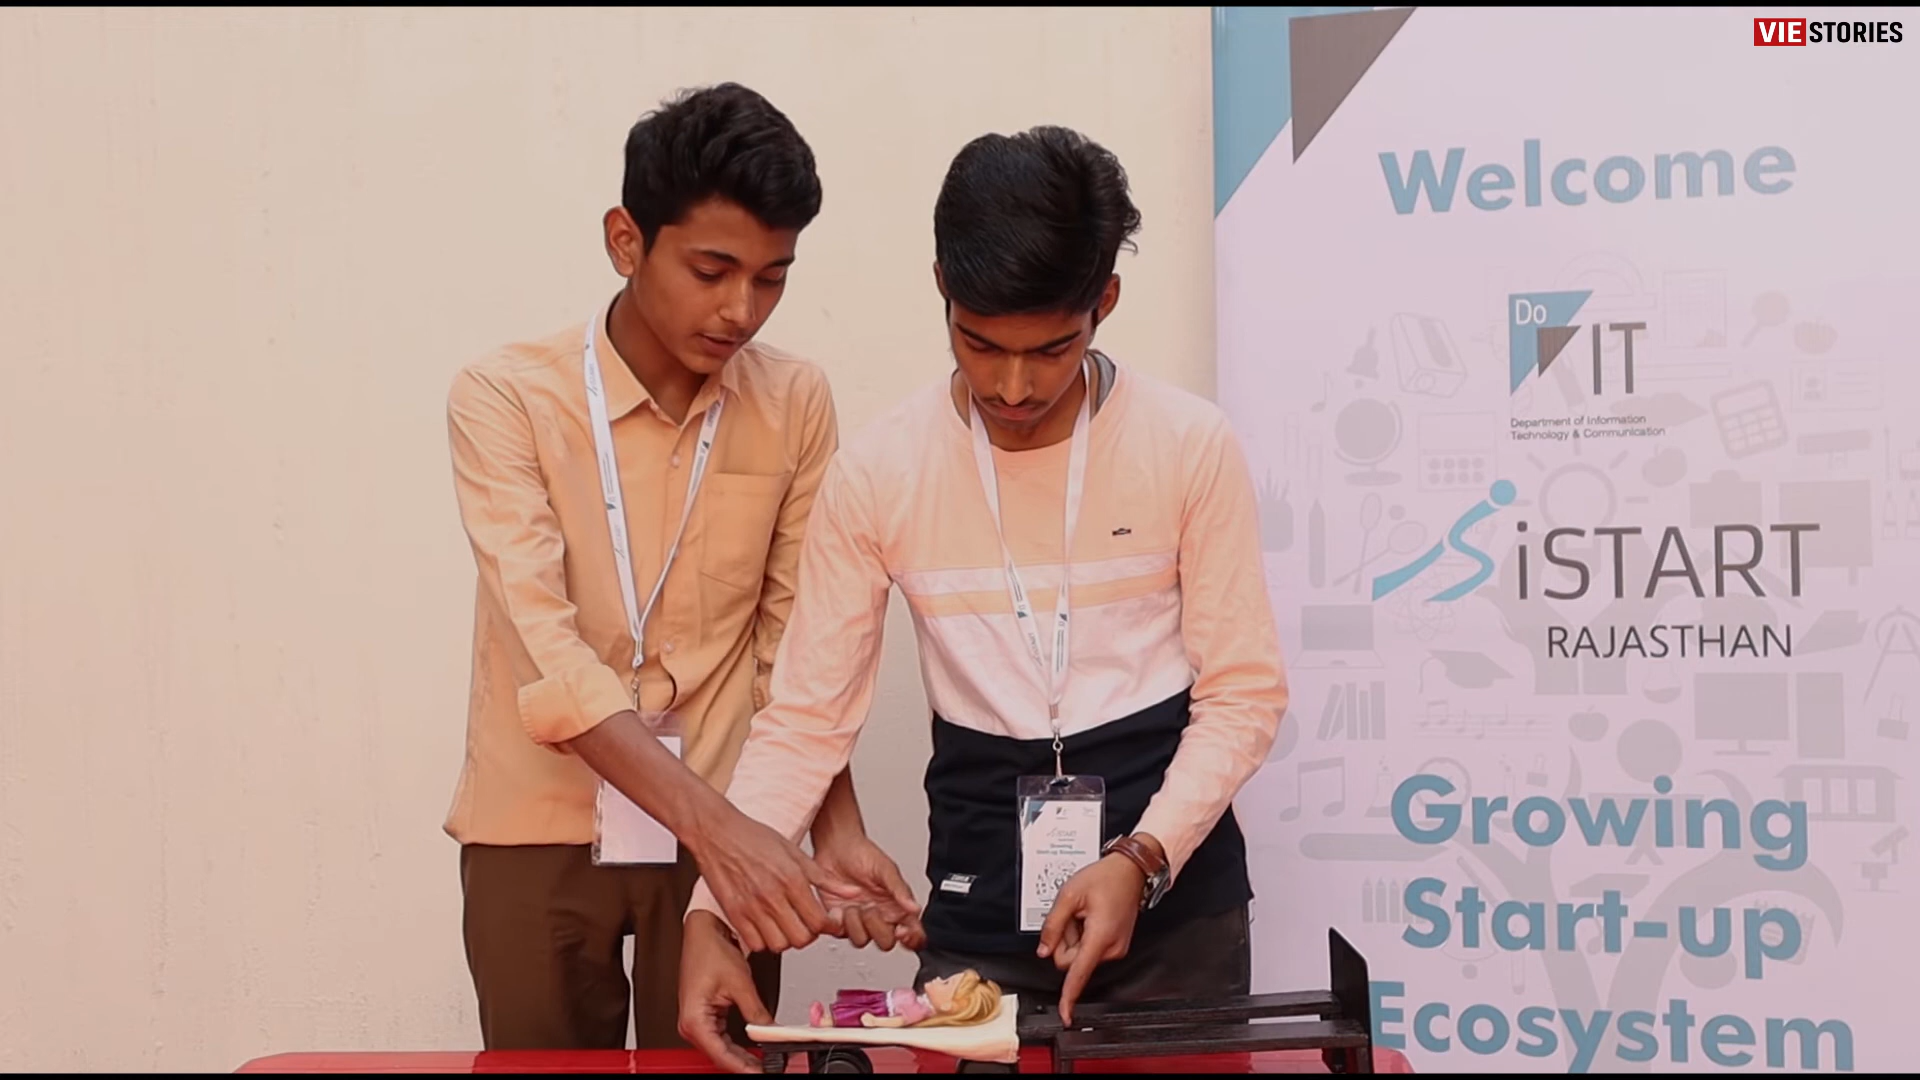 VIE STORIES
Welcome
Do
IT
Department of Information
Technology & Communication
iSTART
RAJASTHAN
Growing
Start-up
Ecosystem